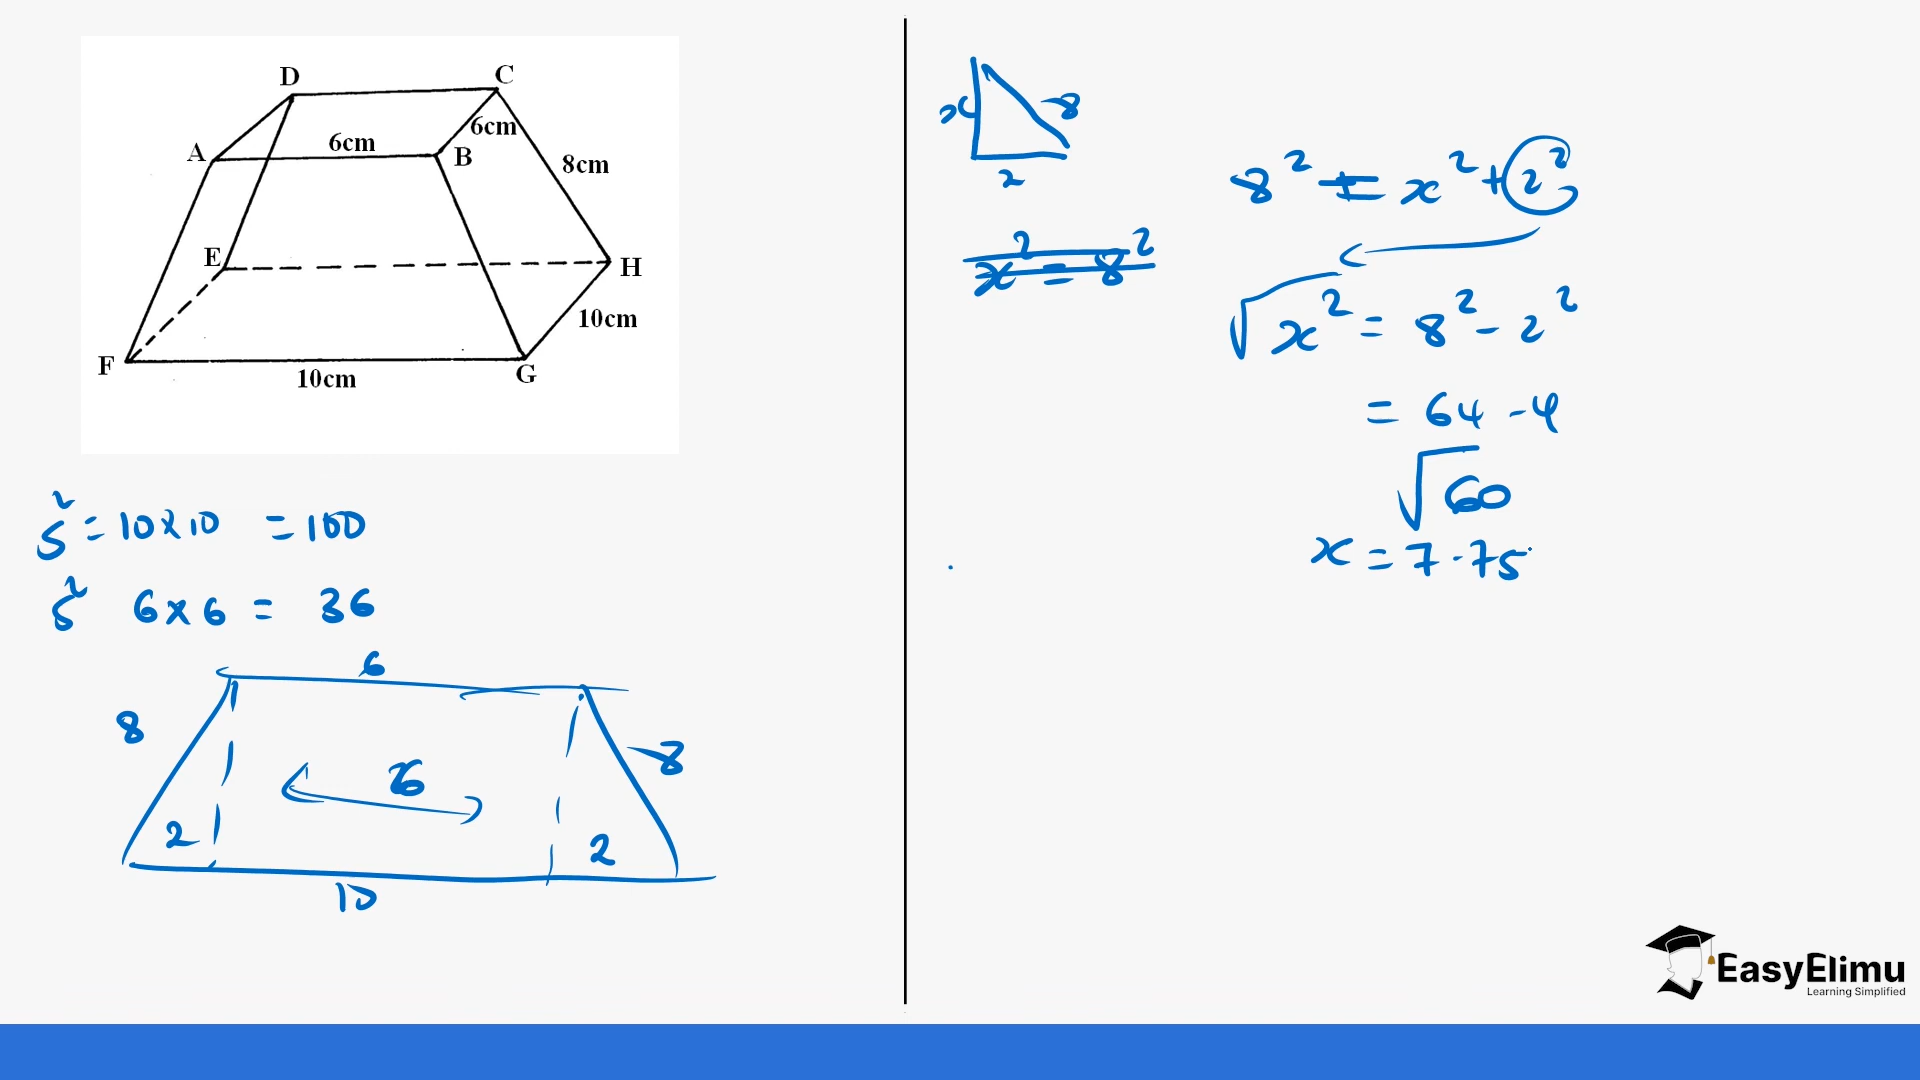 D
C
6cm
A
6cm
B
8cm
E
H
10cm
F
G
10cm
s² = 10 x 10 = 100
s² 6 x 6 = 36
6
8
8
6
2
2
10
x
8
2
x² = 8²
8² = x² + 2²
√x² = 8² - 2²
= 64 - 4
√60
x = 7.75
EasyElimu
Learning Simplified